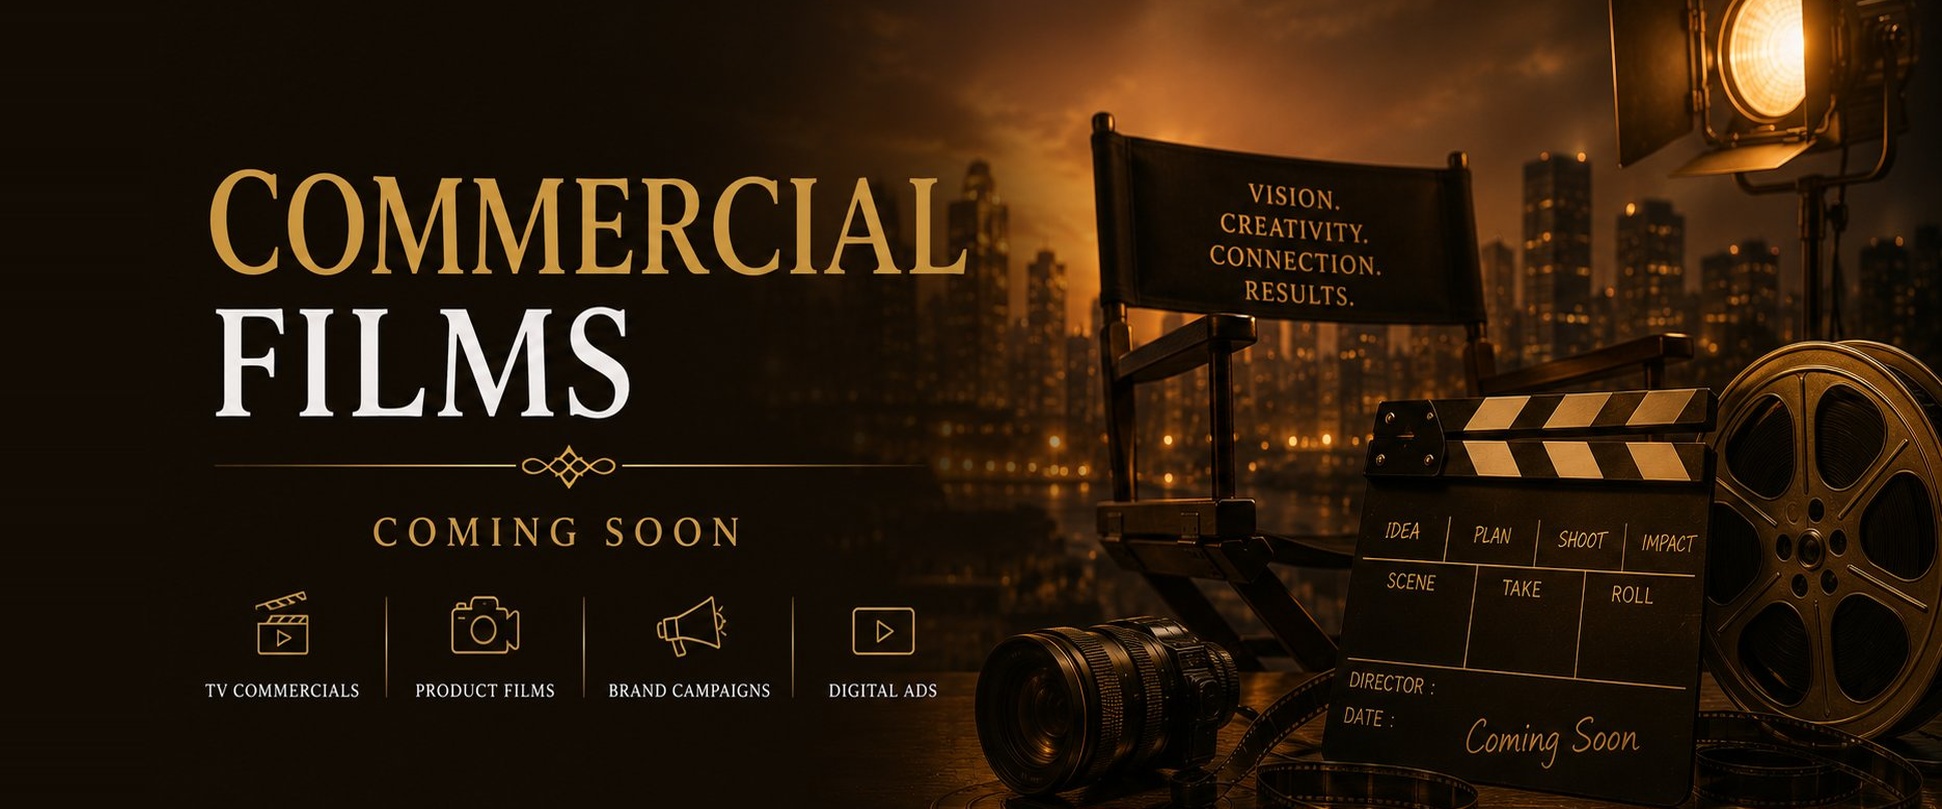 COMMERCIAL
FILMS
COMING SOON
TV COMMERCIALS
PRODUCT FILMS
BRAND CAMPAIGNS
DIGITAL ADS
VISION.
CREATIVITY.
CONNECTION.
RESULTS.
IDEA PLAN SHOOT IMPACT
SCENE TAKE ROLL
DIRECTOR :
DATE :
Coming Soon